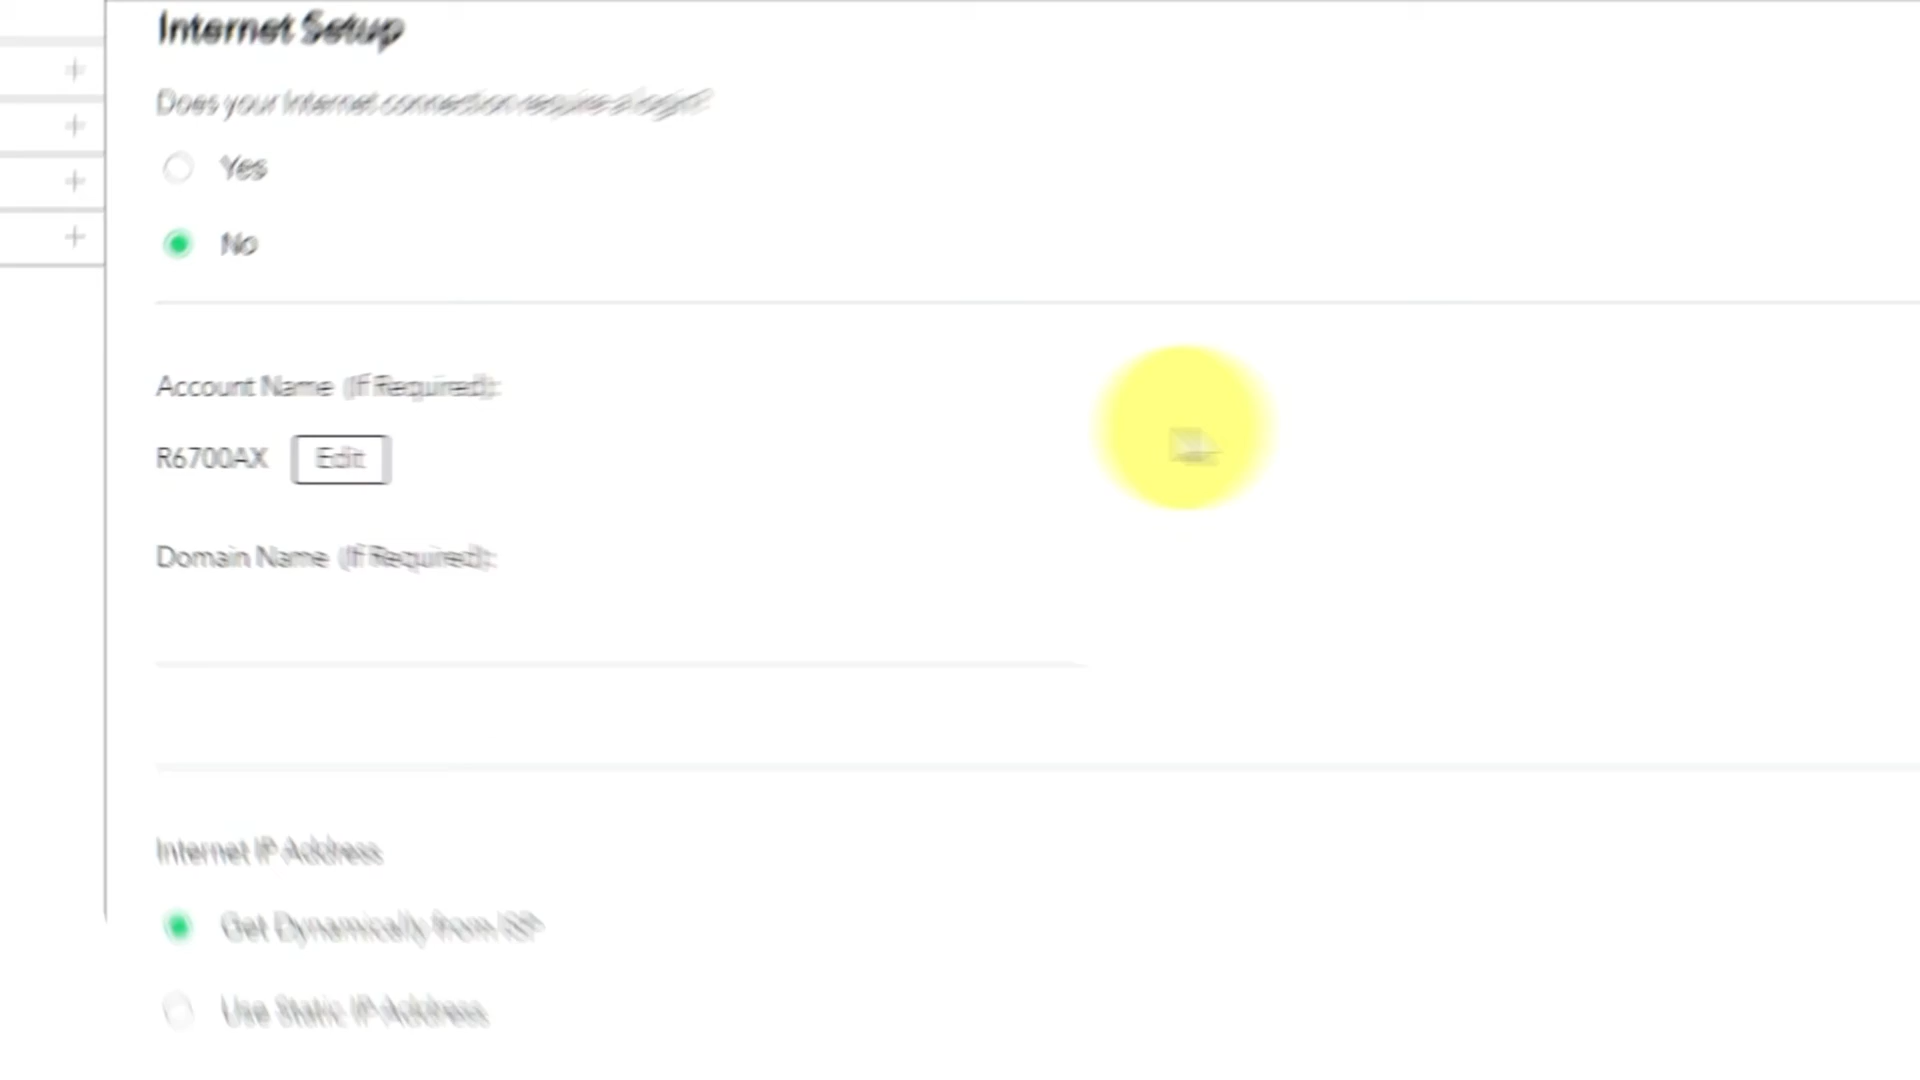 Internet Setup
Does your Internet connection require a login?
Yes
No
Account Name (If Required):
R6700AX
Edit
Domain Name (If Required):
Internet IP Address
Get Dynamically from ISP
Use Static IP Address